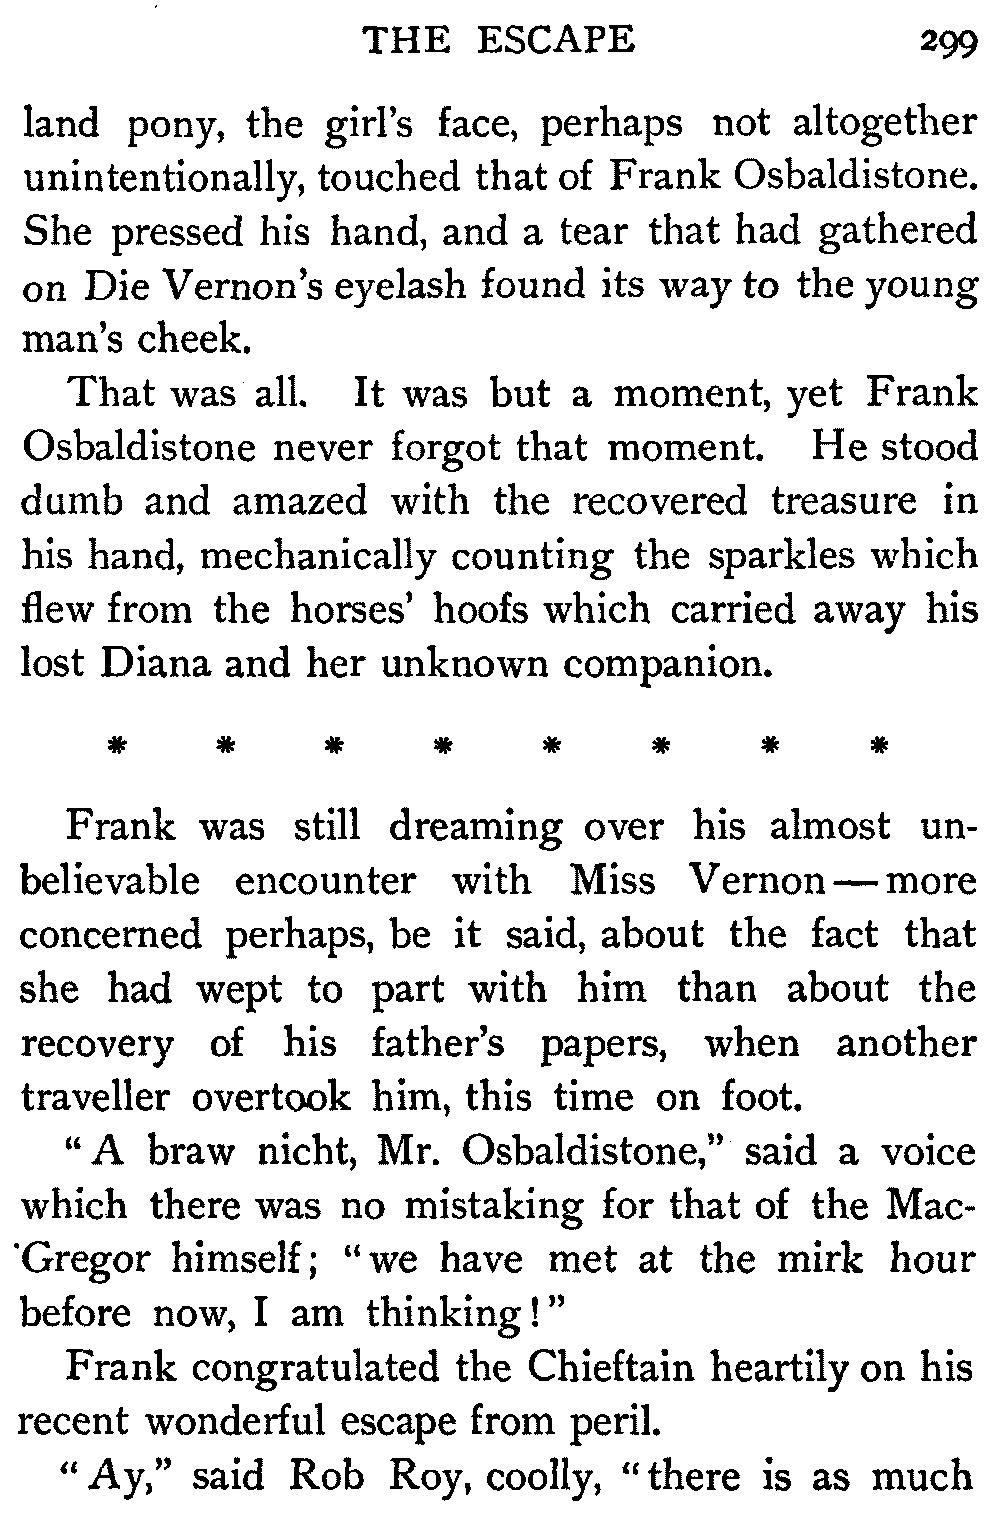 THE ESCAPE 299
land pony, the girl's face, perhaps not altogether
unintentionally, touched that of Frank Osbaldistone.
She pressed his hand, and a tear that had gathered
on Die Vernon's eyelash found its way to the young
man's cheek.
That was all. It was but a moment, yet Frank
Osbaldistone never forgot that moment. He stood
dumb and amazed with the recovered treasure in
his hand, mechanically counting the sparkles which
flew from the horses' hoofs which carried away his
lost Diana and her unknown companion.
* * * * * * * *
Frank was still dreaming over his almost un-
believable encounter with Miss Vernon—more
concerned perhaps, be it said, about the fact that
she had wept to part with him than about the
recovery of his father's papers, when another
traveller overtook him, this time on foot.
"A braw nicht, Mr. Osbaldistone," said a voice
which there was no mistaking for that of the Mac-
Gregor himself; "we have met at the mirk hour
before now, I am thinking!"
Frank congratulated the Chieftain heartily on his
recent wonderful escape from peril.
"Ay," said Rob Roy, coolly, "there is as much